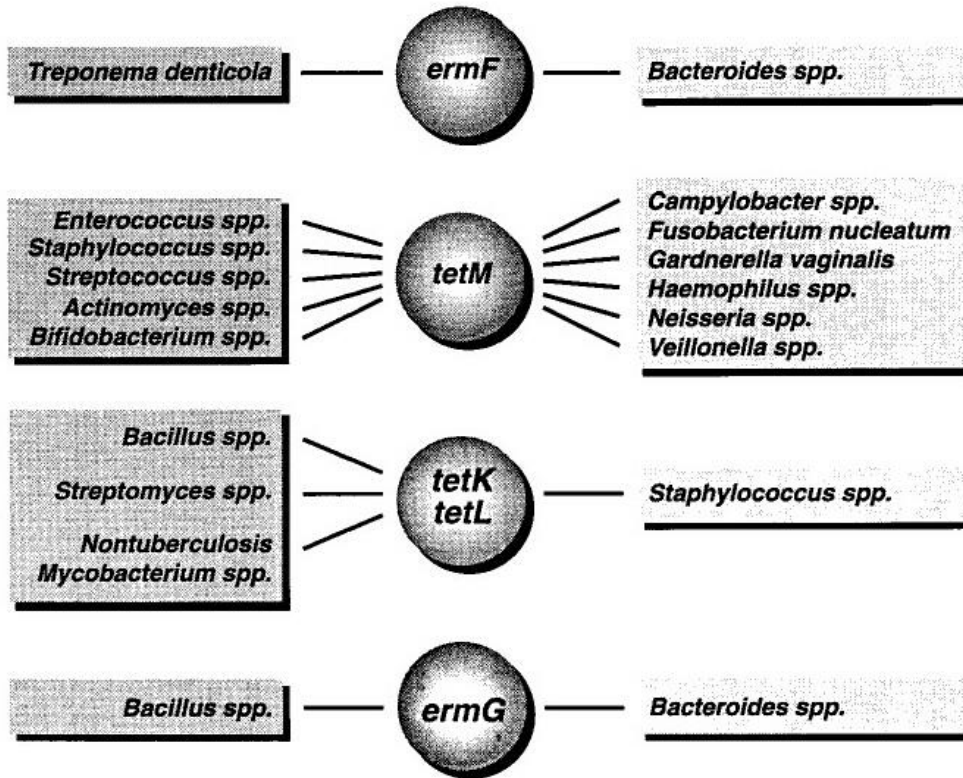 Treponema denticola
ermF
Bacteroides spp.
Enterococcus spp.
Staphylococcus spp.
Streptococcus spp.
Actinomyces spp.
Bifidobacterium spp.
tetM
Campylobacter spp.
Fusobacterium nucleatum
Gardnerella vaginalis
Haemophilus spp.
Neisseria spp.
Veillonella spp.
Bacillus spp.
Streptomyces spp.
Nontuberculosis
Mycobacterium spp.
tetK
tetL
Staphylococcus spp.
Bacillus spp.
ermG
Bacteroides spp.